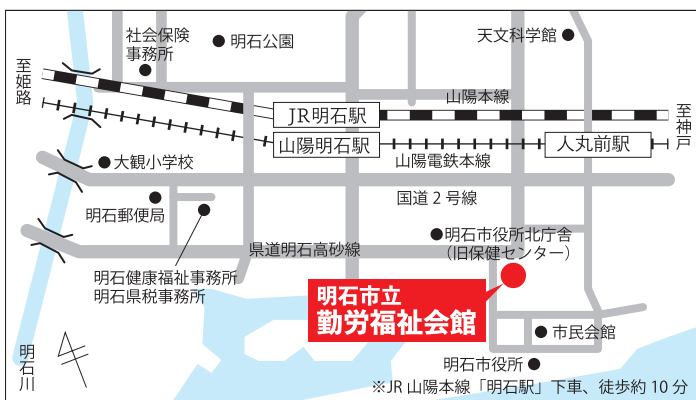 社会保険
事務所
明石公園
天文科学館
至姫路
JR明石駅
山陽本線
至神戸
山陽明石駅
山陽電鉄本線
人丸前駅
大観小学校
国道2号線
明石郵便局
明石市役所北庁舎
（旧保健センター）
県道明石高砂線
明石健康福祉事務所
明石県税事務所
明石市立
勤労福祉会館
市民会館
明石市役所
明石川
※JR山陽本線「明石駅」下車、徒歩約10分